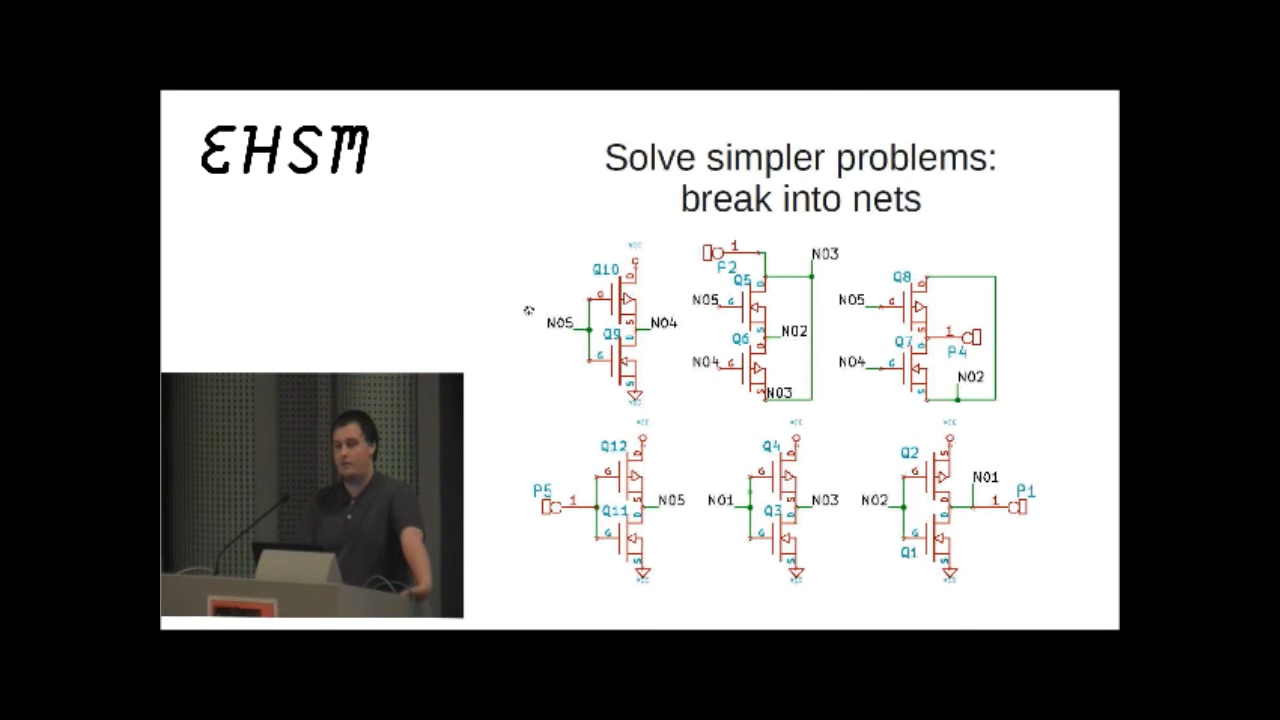 EHSM
Solve simpler problems:
break into nets
Q10
D
G
S
N05
N04
Q9
G
S
1
P2
Q5
D
N03
N05
G
S
N02
Q6
D
N04
G
N03
Q8
D
N05
G
S
1
P4
Q7
D
N04
G
S
N02
Q12
D
G
S
P5
1
N05
Q11
D
G
S
VCC
Q4
D
G
S
N01
N03
Q3
D
G
S
VCC
Q2
S
G
D
N02
N01
1
P1
D
G
Q1
S